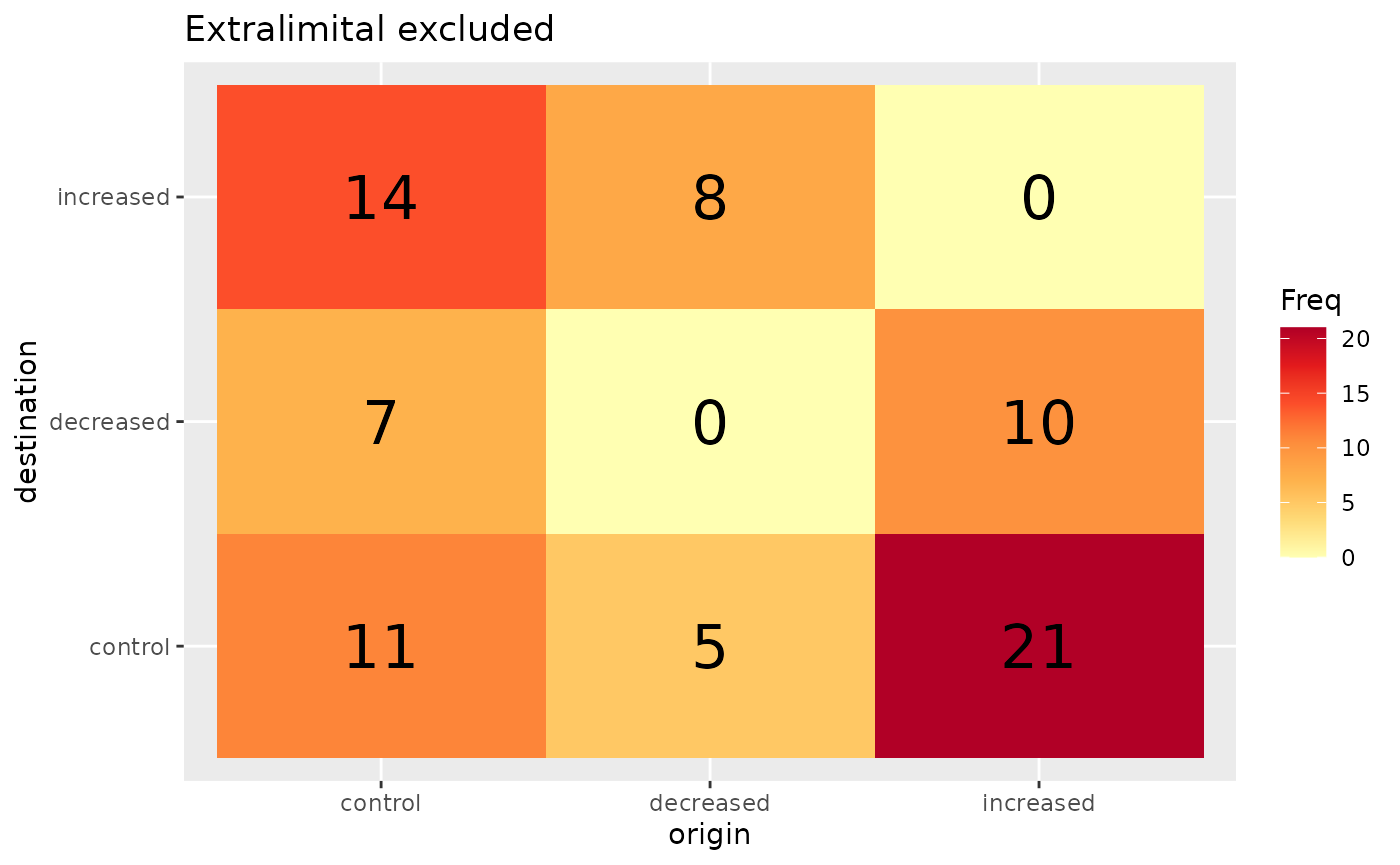 Extralimital excluded
increased
14 8 0
decreased
7 0 10
control
11 5 21
control decreased increased
origin
destination
Freq
20
15
10
5
0